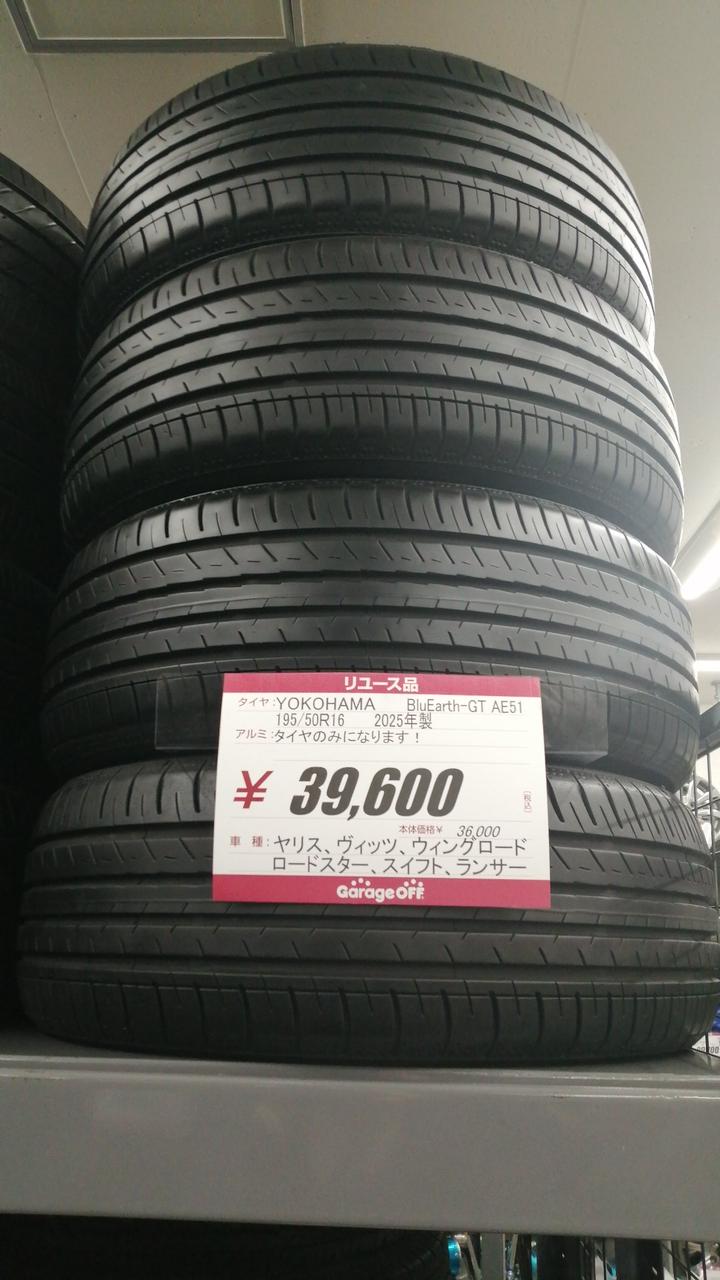 リユース品
タイヤ:YOKOHAMA BluEarth-GT AE51
195/50R16 2025年製
アルミ:タイヤのみになります!
¥39,600 [税込]
本体価格¥ 36,000
車種:ヤリス、ヴィッツ、ウィングロード
ロードスター、スイフト、ランサー
GarageOFF